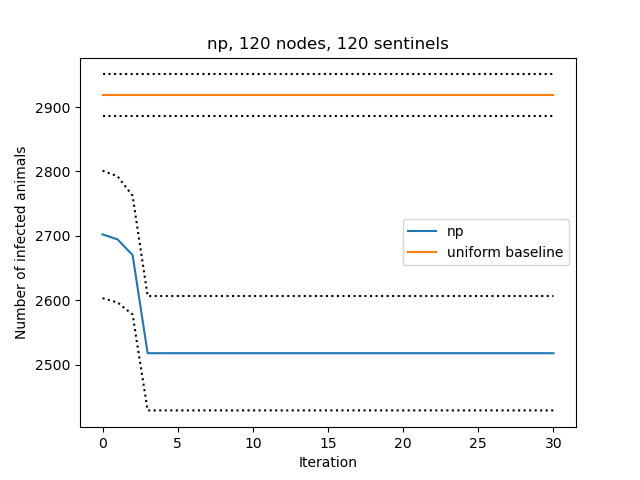 np, 120 nodes, 120 sentinels
Number of infected animals
2900
2800
2700
2600
2500
np
uniform baseline
0 5 10 15 20 25 30
Iteration